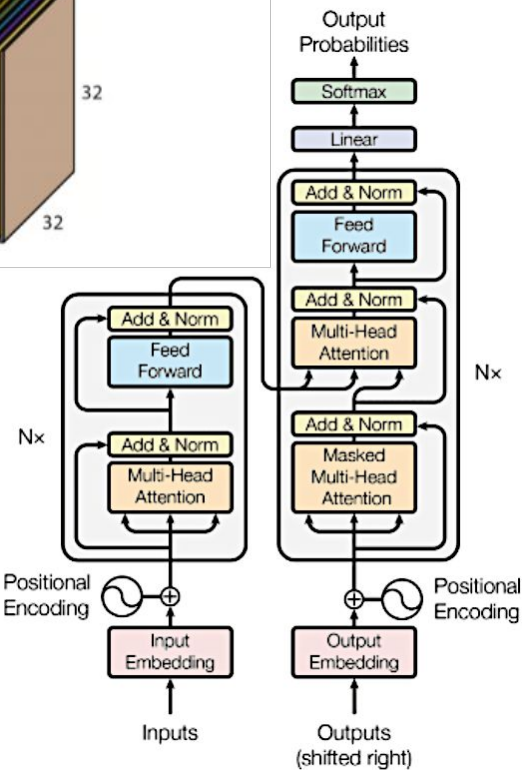 32
32
Output
Probabilities
Softmax
Linear
Add & Norm
Feed
Forward
Add & Norm
Multi-Head
Attention
Nx
Add & Norm
Masked
Multi-Head
Attention
Positional
Encoding
Output
Embedding
Outputs
(shifted right)
Add & Norm
Feed
Forward
Nx
Add & Norm
Multi-Head
Attention
Positional
Encoding
Input
Embedding
Inputs